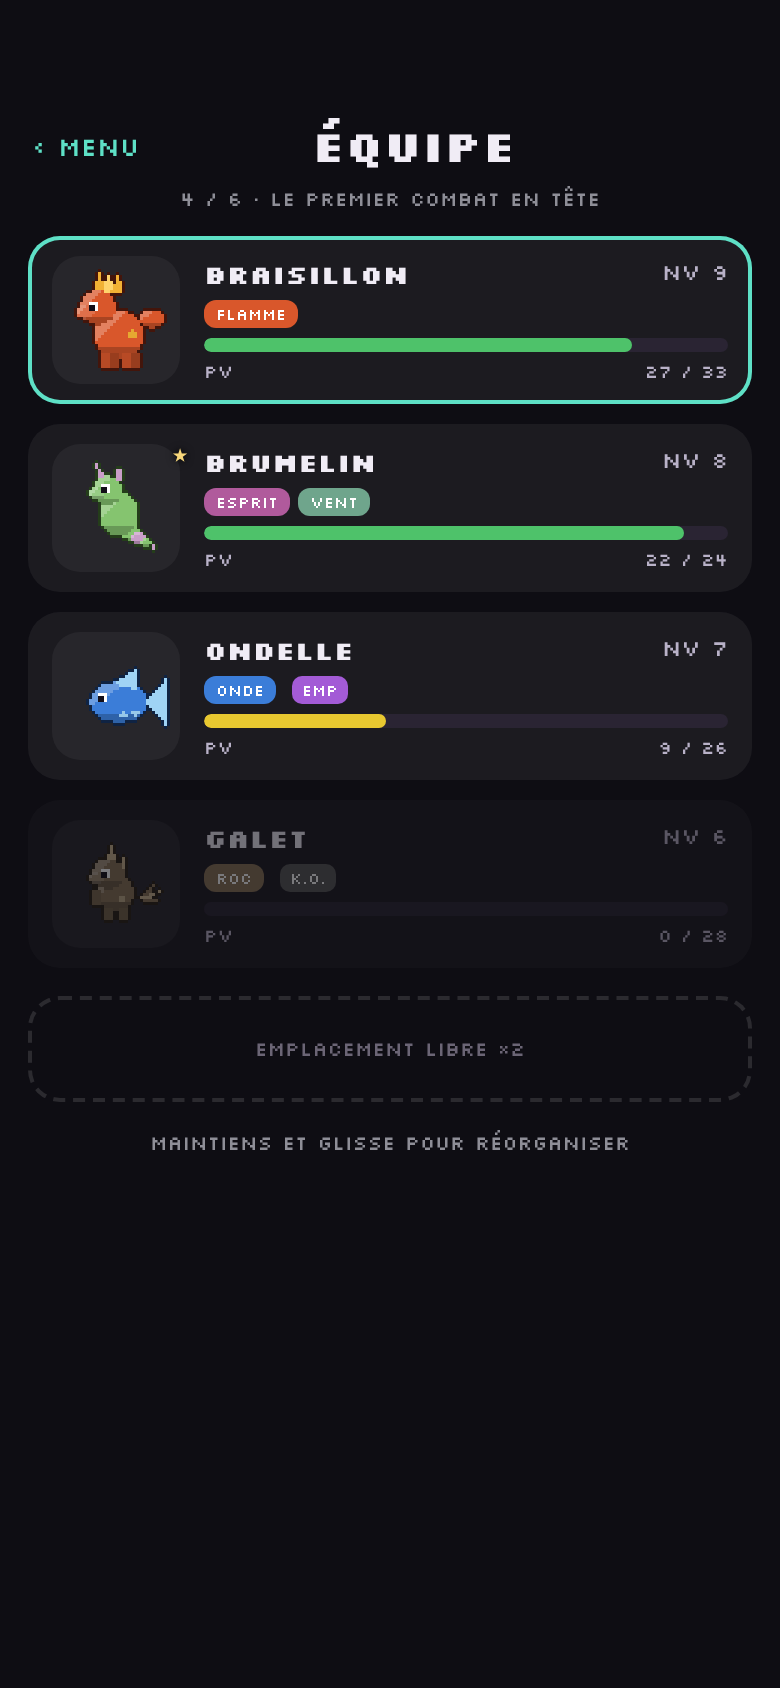 ‹ MENU
ÉQUIPE
4 / 6 · LE PREMIER COMBAT EN TÊTE
BRAISILLON
NV 9
FLAMME
PV
27 / 33
★
BRUMELIN
NV 8
ESPRIT
VENT
PV
22 / 24
ONDELLE
NV 7
ONDE
EMP
PV
9 / 26
GALET
NV 6
ROC
K.O.
PV
0 / 28
EMPLACEMENT LIBRE ×2
MAINTIENS ET GLISSE POUR RÉORGANISER